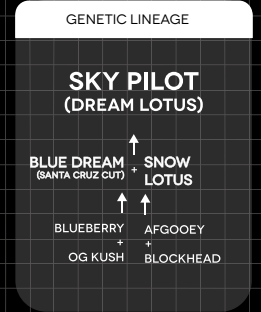 GENETIC LINEAGE
SKY PILOT
(DREAM LOTUS)
BLUE DREAM
(SANTA CRUZ CUT)
+
SNOW
LOTUS
BLUEBERRY
+
OG KUSH
AFGOOEY
+
BLOCKHEAD